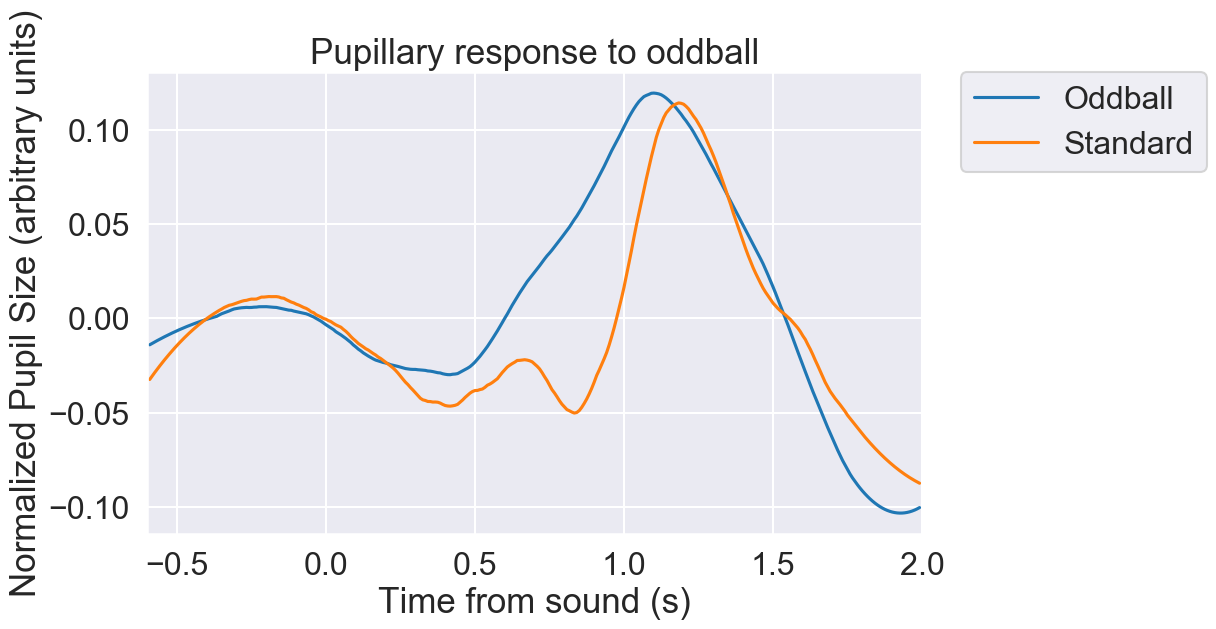 Pupillary response to oddball
Normalized Pupil Size (arbitrary units)
0.10
0.05
0.00
−0.05
−0.10
−0.5
0.0
0.5
1.0
1.5
2.0
Time from sound (s)
Oddball
Standard